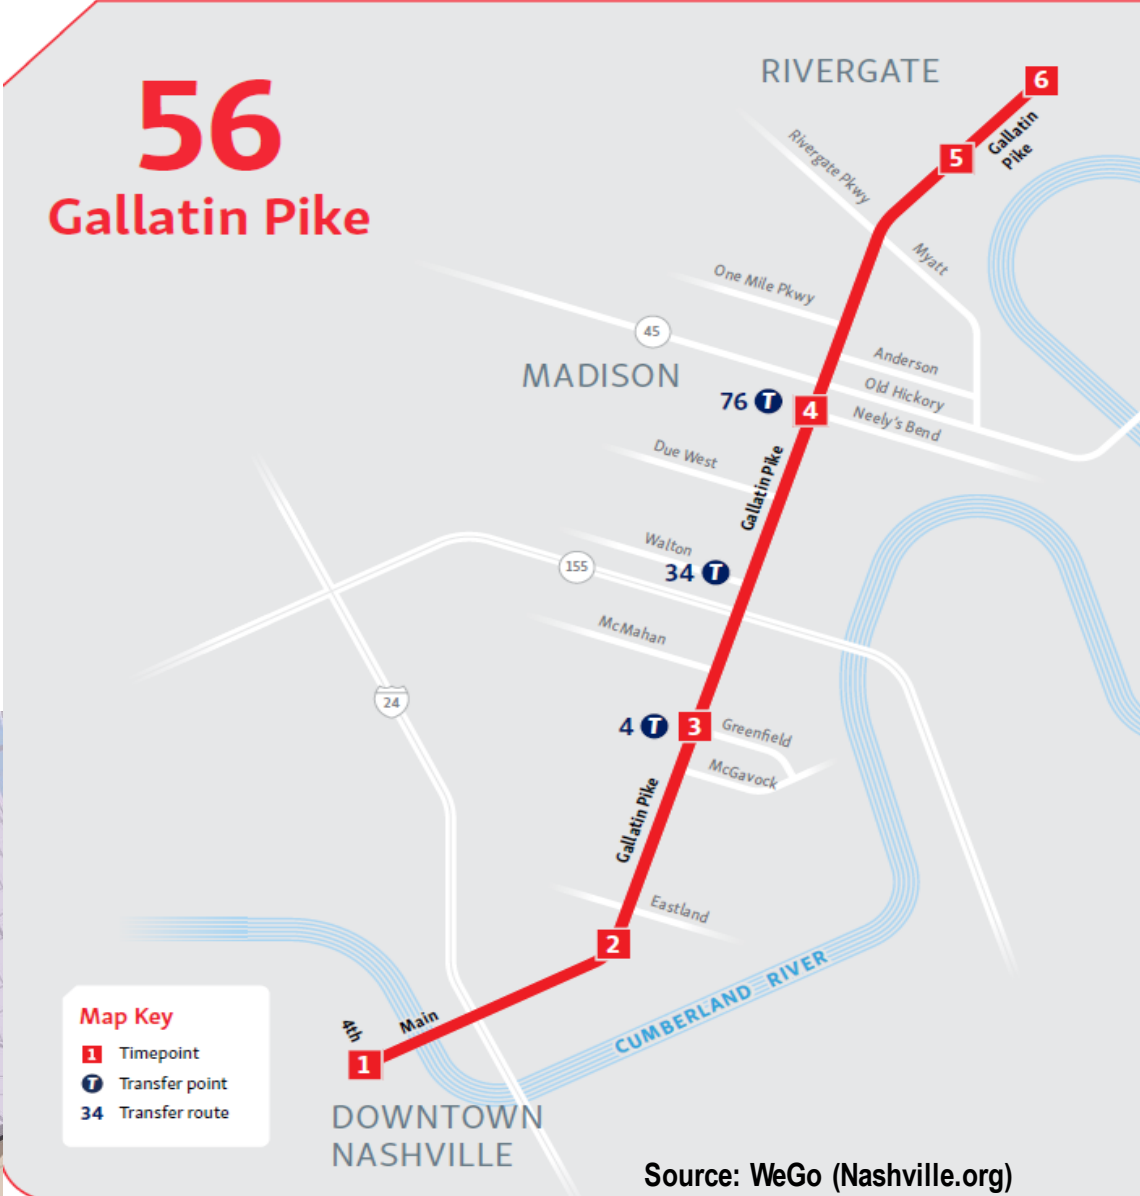 56
Gallatin Pike
RIVERGATE
6
5
Gallatin
Pike
Rivergate Pkwy
Myatt
One Mile Pkwy
45
MADISON
Anderson
Old Hickory
76 T
4
Neely's Bend
Due West
Gallatin Pike
Walton
34 T
155
McMahan
24
4 T
3
Greenfield
McGavock
Gallatin Pike
Eastland
2
CUMBERLAND RIVER
4th
Main
1
DOWNTOWN
NASHVILLE
Map Key
1 Timepoint
T Transfer point
34 Transfer route
Source: WeGo (Nashville.org)